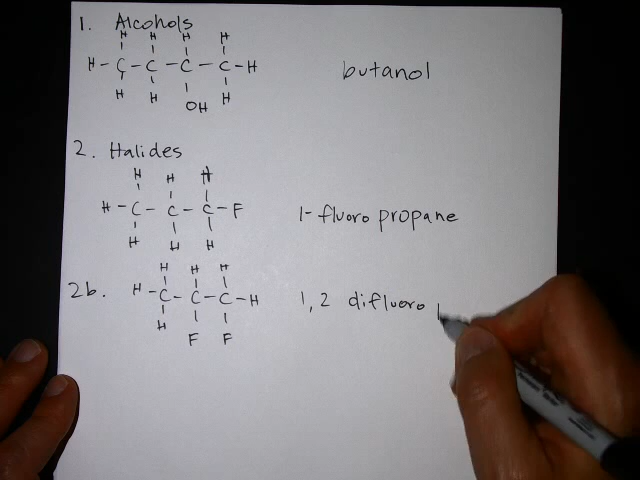 1. Alcohols
H H H H
H - C - C - C - C - H
H H OH H
butanol
2. Halides
H H H
H - C - C - C - F
H H H
1- fluoro propane
2b.
H H H
H - C - C - C - H
H F F
1, 2 difluoro